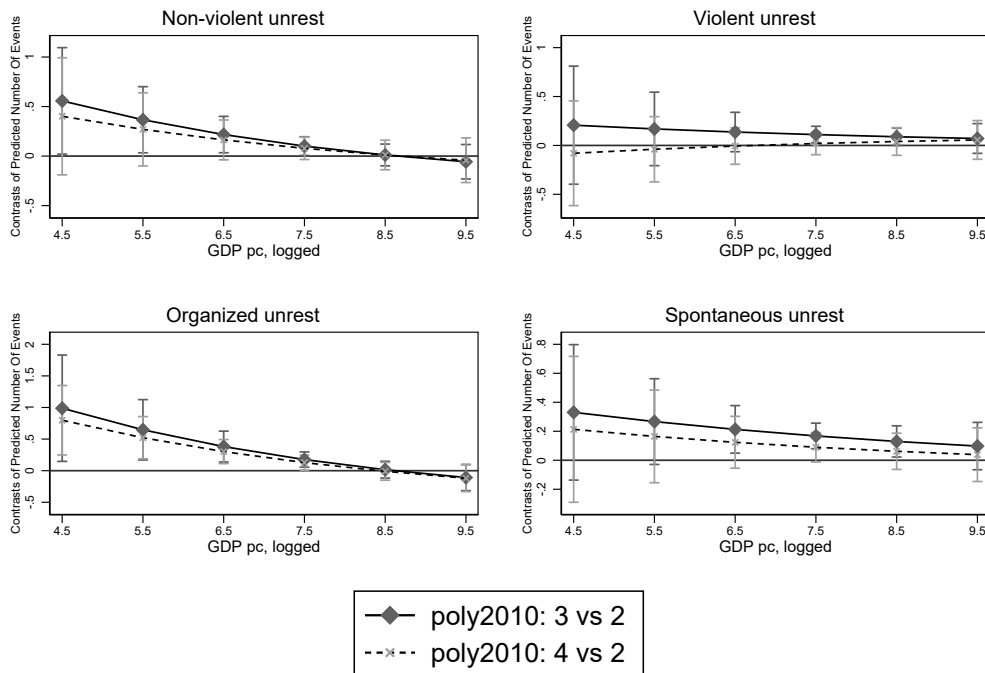 Non-violent unrest
Contrasts of Predicted Number Of Events
1
.5
0
-.5
4.5 5.5 6.5 7.5 8.5 9.5
GDP pc, logged
Violent unrest
Contrasts of Predicted Number Of Events
1
.5
0
-.5
4.5 5.5 6.5 7.5 8.5 9.5
GDP pc, logged
Organized unrest
Contrasts of Predicted Number Of Events
2
1.5
1
.5
0
-.5
4.5 5.5 6.5 7.5 8.5 9.5
GDP pc, logged
Spontaneous unrest
Contrasts of Predicted Number Of Events
.8
.6
.4
.2
0
-.2
4.5 5.5 6.5 7.5 8.5 9.5
GDP pc, logged
poly2010: 3 vs 2
poly2010: 4 vs 2